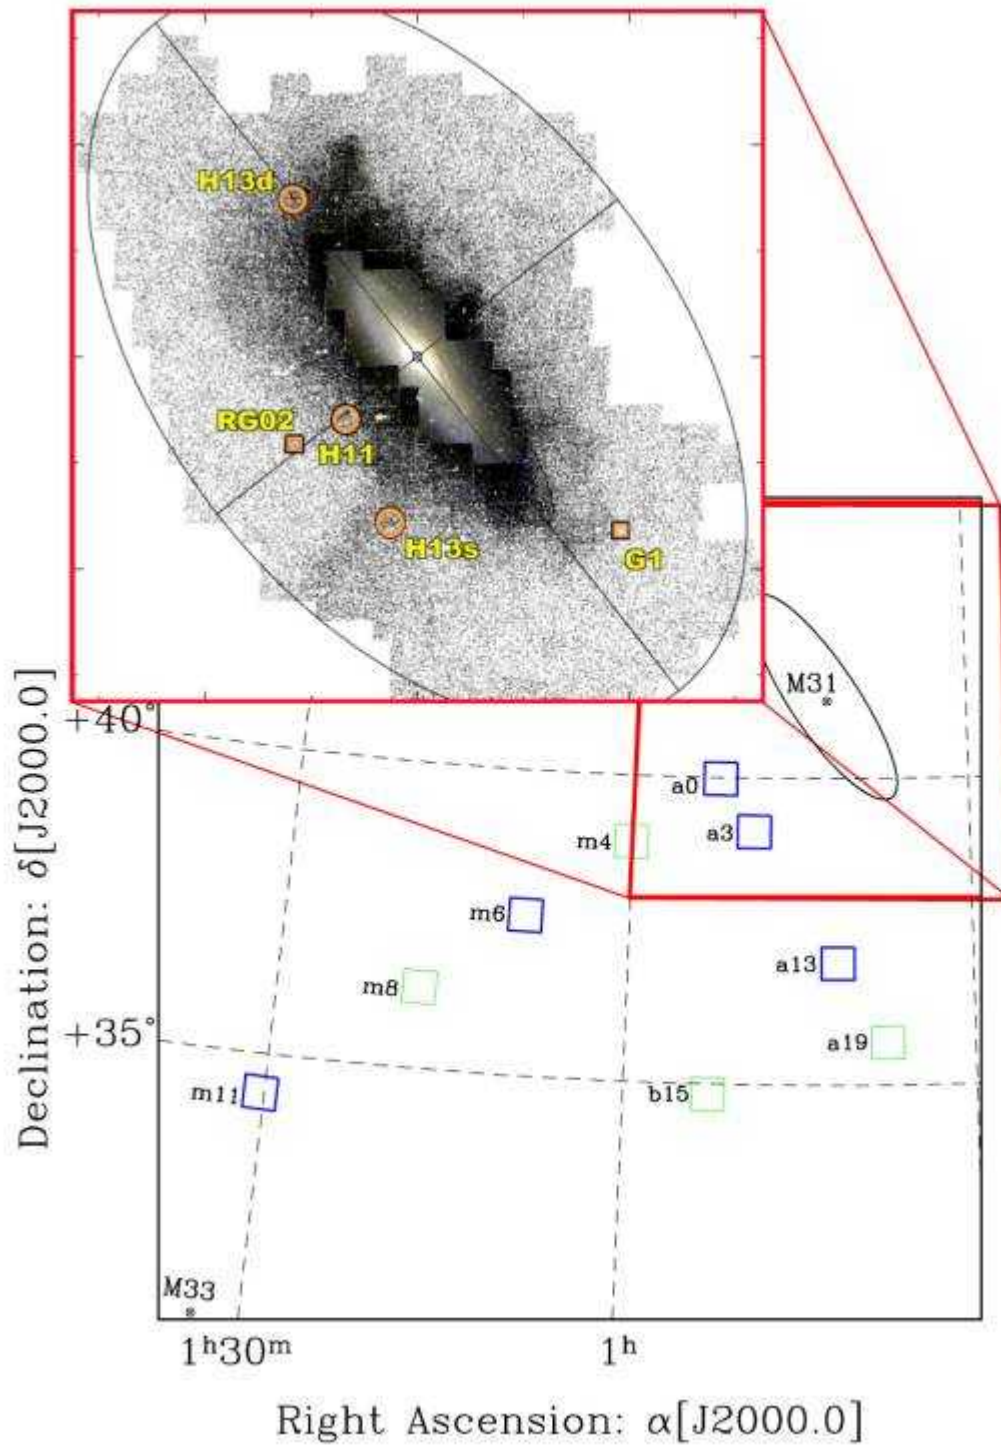 H13d
RG02
H11
H13s
G1
M31
+40°
a0
a3
m4
m6
a13
m8
a19
+35°
m11
b15
M33
1ʰ30ᵐ
1ʰ
Declination: δ[J2000.0]
Right Ascension: α[J2000.0]